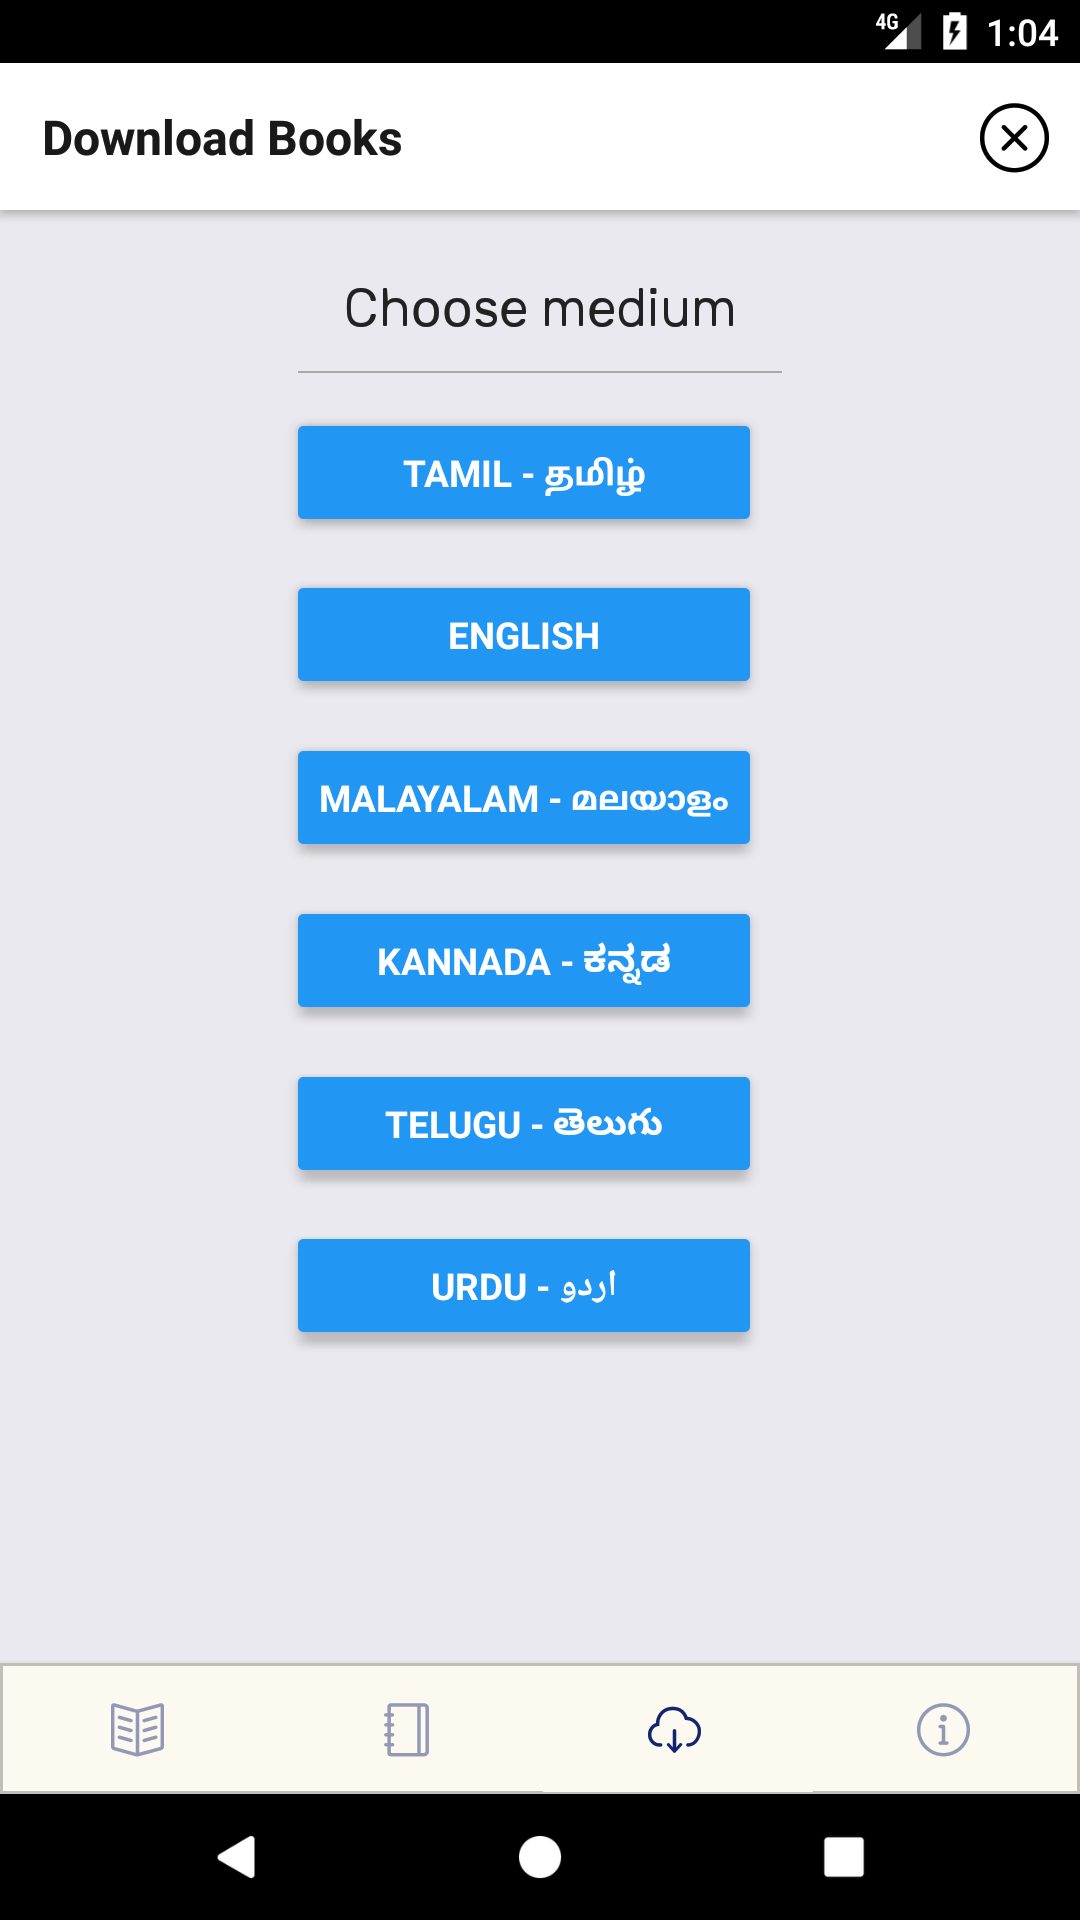 4G 1:04
Download Books
Choose medium
TAMIL - தமிழ்
ENGLISH
MALAYALAM - മലയാളം
KANNADA - ಕನ್ನಡ
TELUGU - తెలుగు
URDU - اردو